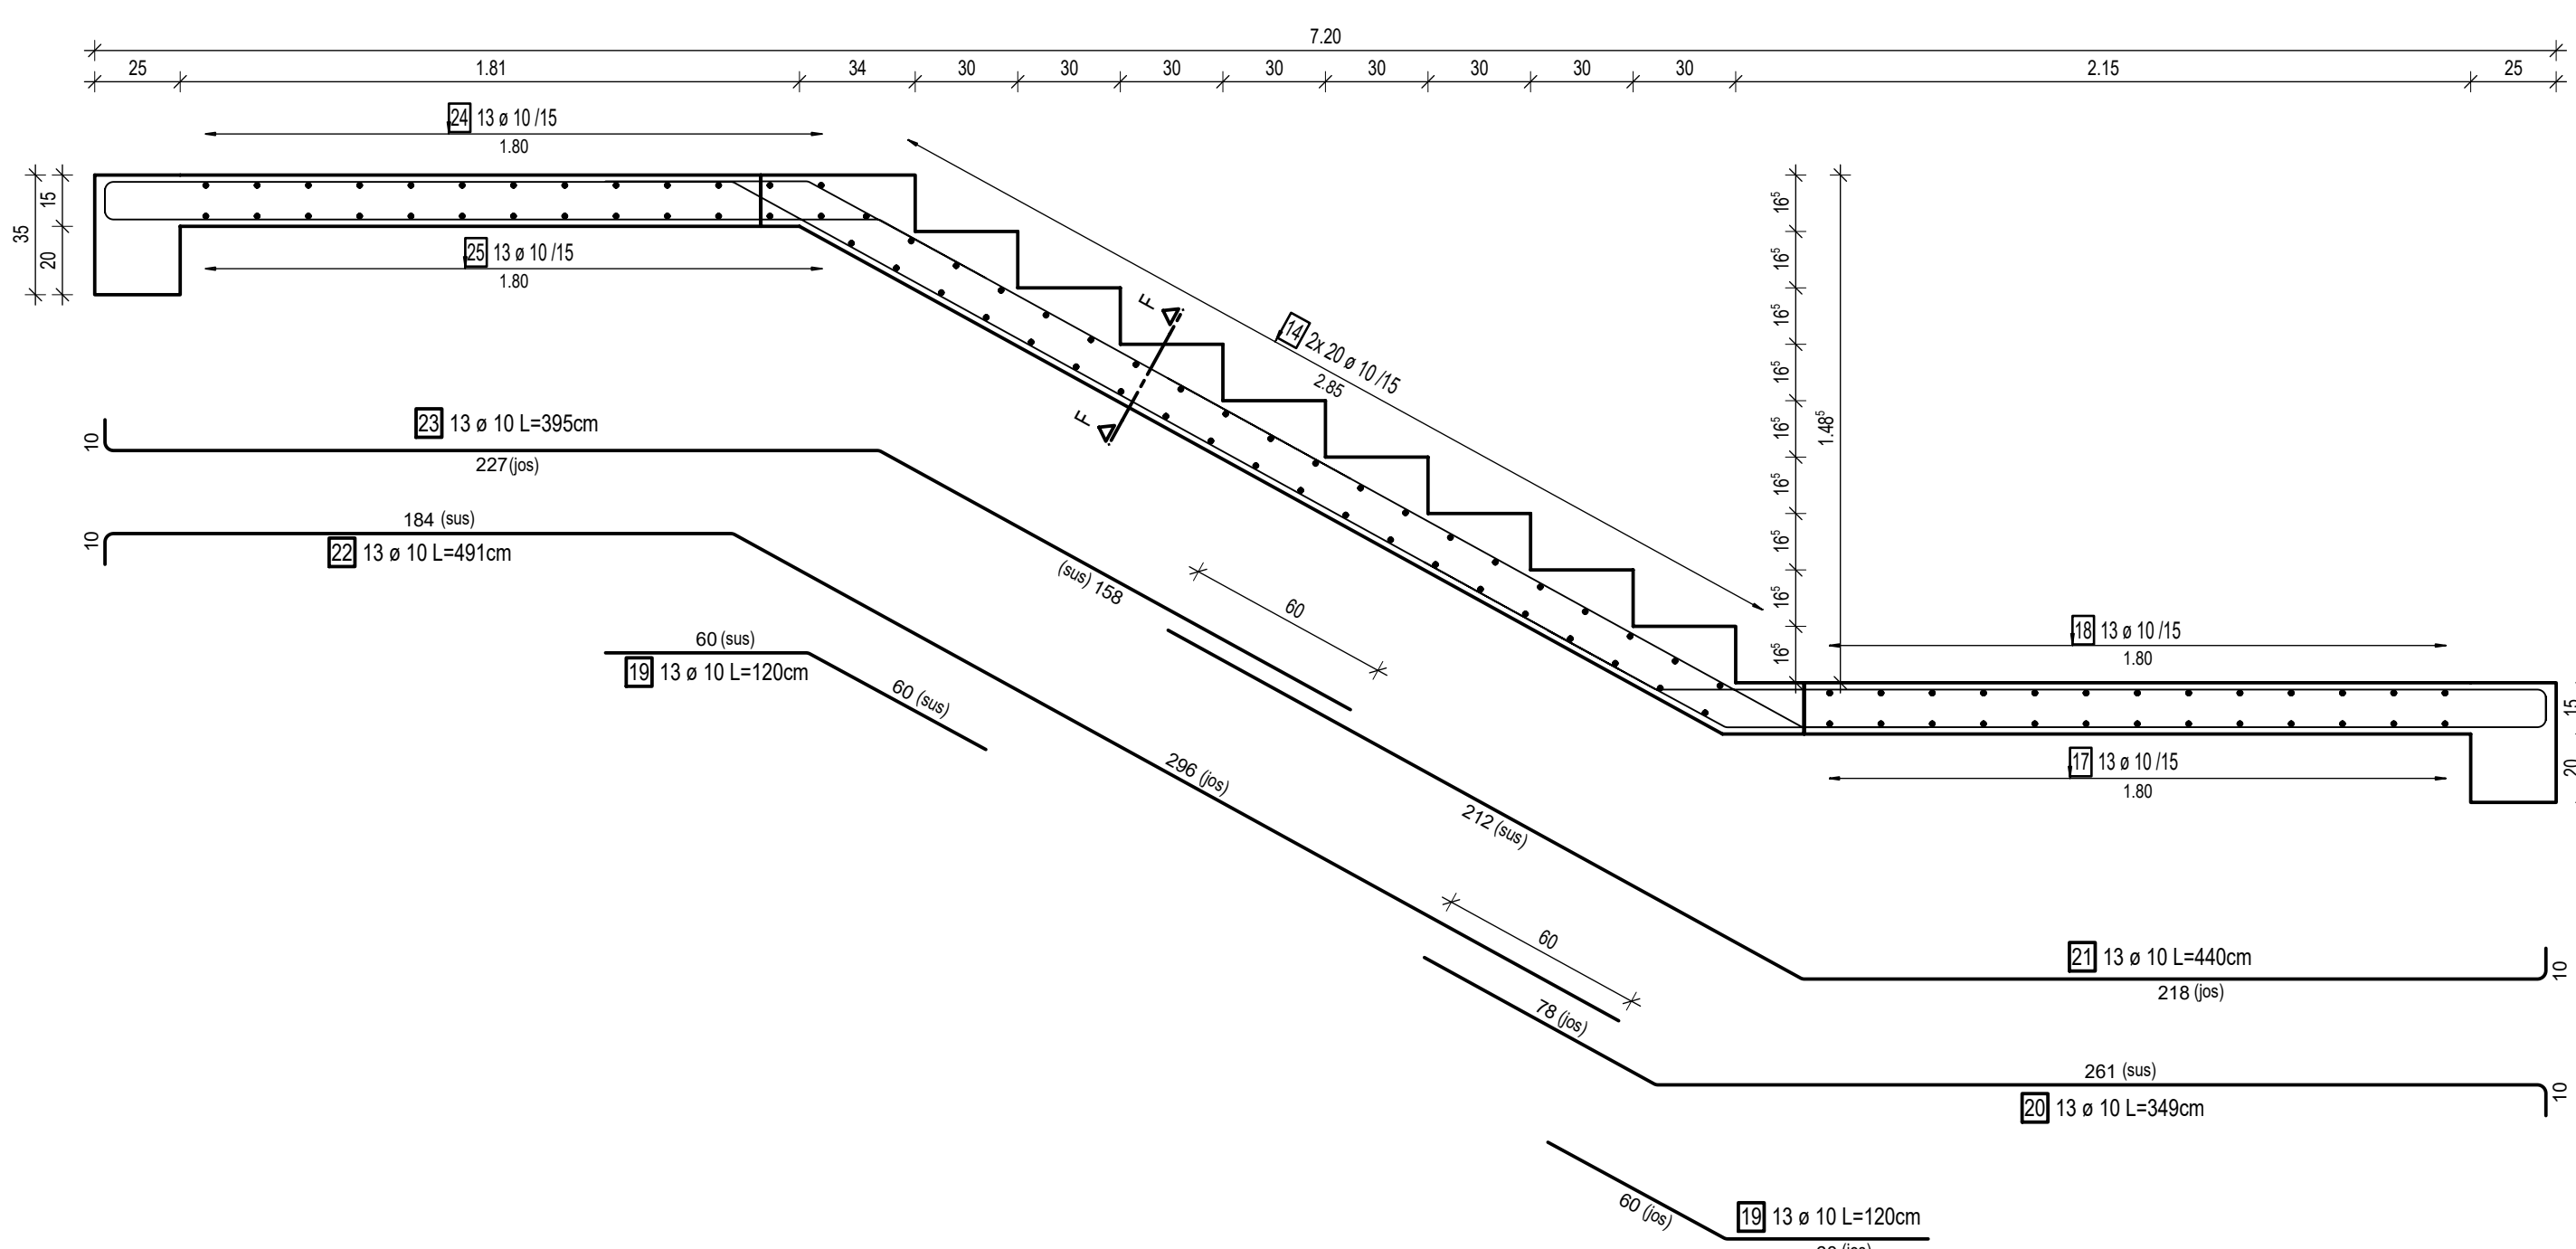 7.20
25 1.81 34 30 30 30 30 30 30 30 30 2.15 25
24 13 ø 10 /15
1.80
35
15
20
25 13 ø 10 /15
1.80
F
F
14 2x 20 ø 10 /15
2.85
16⁵
16⁵
16⁵
16⁵
16⁵
16⁵
16⁵
16⁵
16⁵
1.48⁵
18 13 ø 10 /15
1.80
17 13 ø 10 /15
1.80
15
20
10
23 13 ø 10 L=395cm
227(jos)
(sus) 158
60
10
184 (sus)
22 13 ø 10 L=491cm
296 (jos)
60 (sus)
19 13 ø 10 L=120cm
60 (sus)
212 (sus)
60
21 13 ø 10 L=440cm
218 (jos)
10
78 (jos)
261 (sus)
20 13 ø 10 L=349cm
10
60 (jos)
19 13 ø 10 L=120cm
(jos)